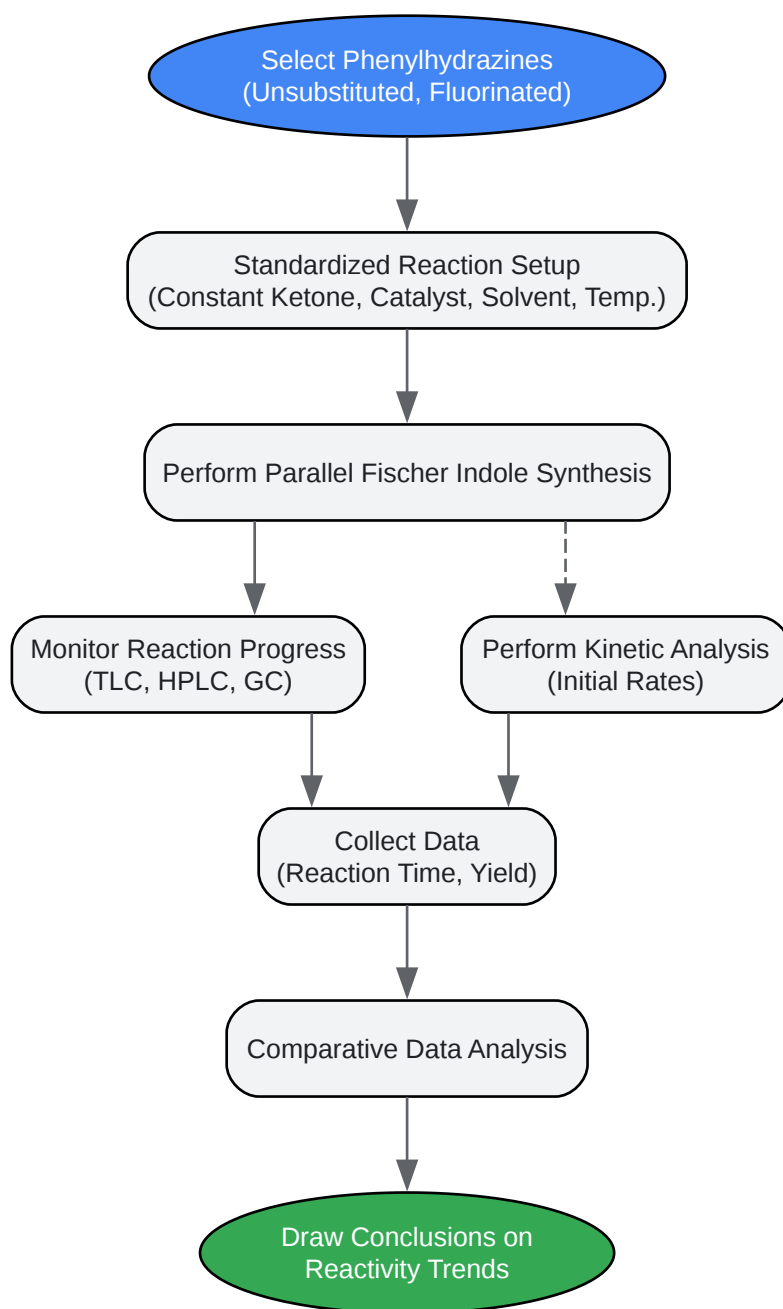 Select Phenylhydrazines
(Unsubstituted, Fluorinated)
Standardized Reaction Setup
(Constant Ketone, Catalyst, Solvent, Temp.)
Perform Parallel Fischer Indole Synthesis
Monitor Reaction Progress
(TLC, HPLC, GC)
Perform Kinetic Analysis
(Initial Rates)
Collect Data
(Reaction Time, Yield)
Comparative Data Analysis
Draw Conclusions on
Reactivity Trends